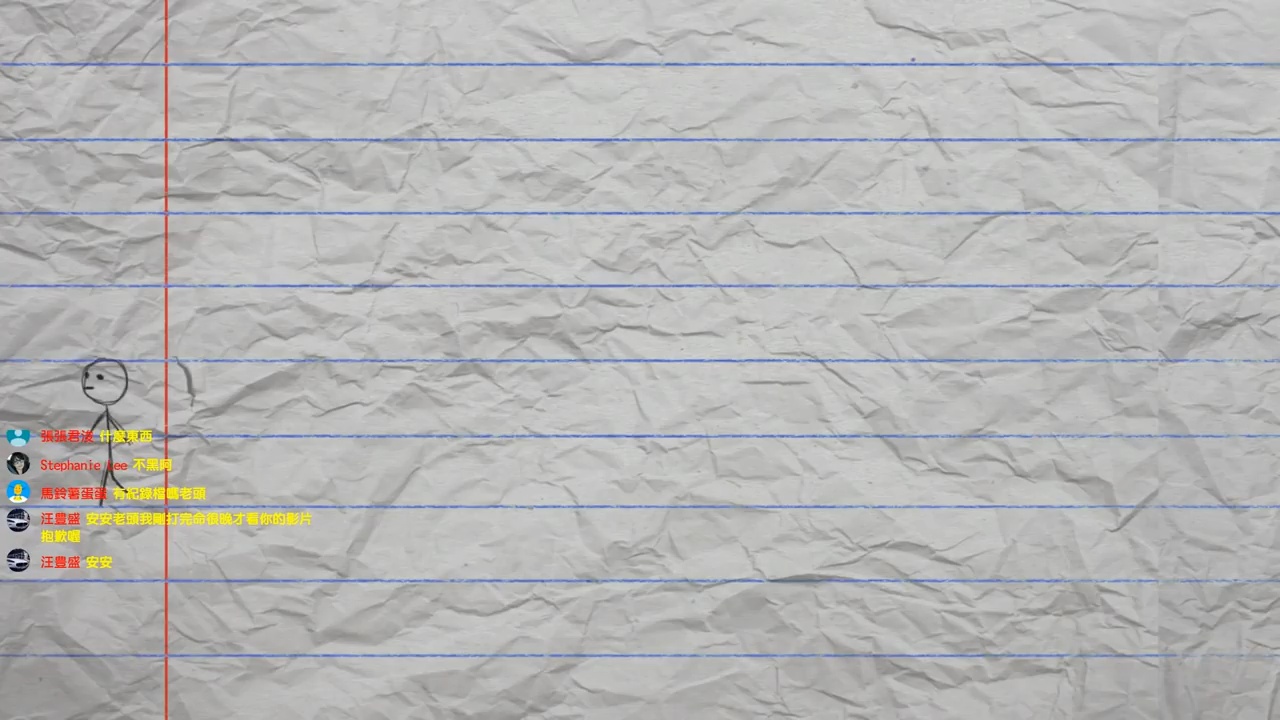 張張君汝 什麼東西
Stephanie Lee 不黑阿
馬鈴薯蛋蛋 有紀錄檔嗎老頭
汪豐盛 安安老頭我剛打完命很晚才看你的影片
抱歉喔
汪豐盛 安安